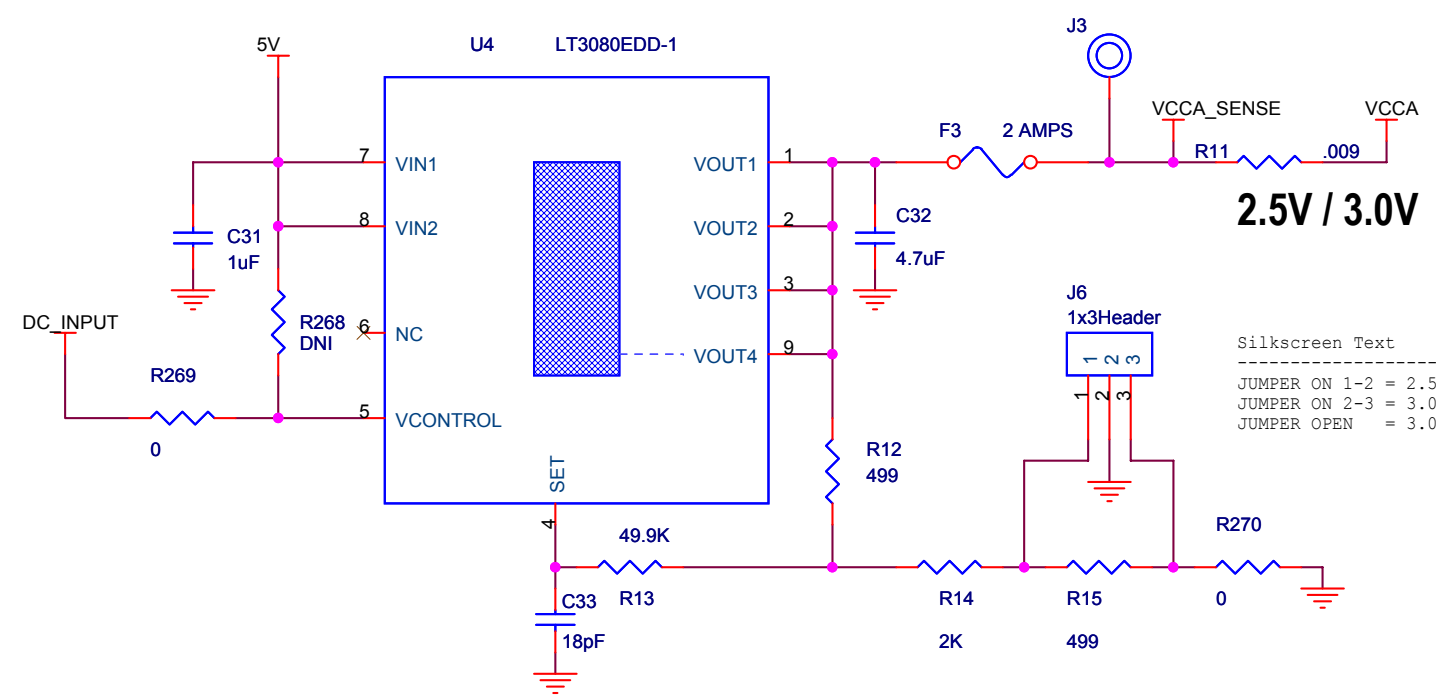 J3
5V
U4 LT3080EDD-1
VCCA_SENSE
VCCA
F3 2 AMPS
7 VIN1
VOUT1 1
R11 .009
2.5V / 3.0V
8 VIN2
VOUT2 2
C31
1uF
C32
4.7uF
VOUT3 3
J6
1x3Header
DC_INPUT
R268
DNI
6 NC
VOUT4 9
1 2 3
1 2 3
Silkscreen Text
-------------------
JUMPER ON 1-2 = 2.5
JUMPER ON 2-3 = 3.0
JUMPER OPEN   = 3.0
R269
0
5 VCONTROL
R12
499
SET
4
49.9K
R13
C33
18pF
R14
2K
R15
499
R270
0